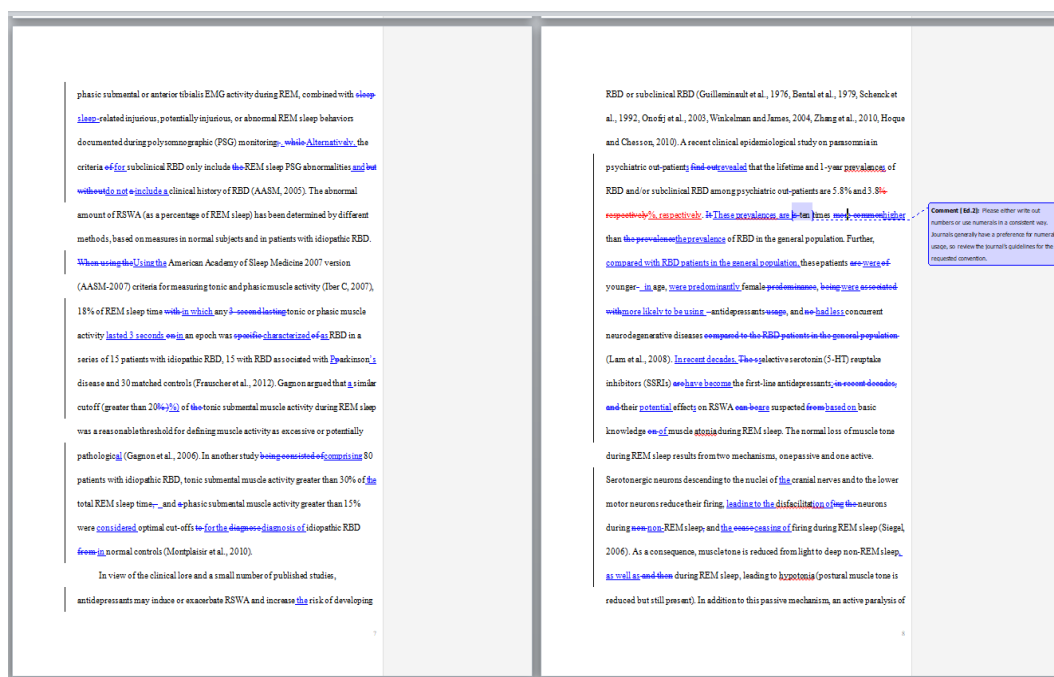 phasic submental or anterior tibialis EMG activity during REM, combined with sleep
sleep-related injurious, potentially injurious, or abnormal REM sleep behaviors
documented during polysomnographic (PSG) monitoring;. while Alternatively, the
criteria of for subclinical RBD only include the REM sleep PSG abnormalities and but
without do not a include a clinical history of RBD (AASM, 2005). The abnormal
amount of RSWA (as a percentage of REM sleep) has been determined by different
methods, based on measures in normal subjects and in patients with idiopathic RBD.
When using the Using the American Academy of Sleep Medicine 2007 version
(AASM-2007) criteria for measuring tonic and phasic muscle activity (Iber C, 2007),
18% of REM sleep time with in which any 3-second lasting tonic or phasic muscle
activity lasted 3 seconds on in an epoch was specific characterized of as RBD in a
series of 15 patients with idiopathic RBD, 15 with RBD associated with Pparkinson's
disease and 30 matched controls (Frauscher et al., 2012). Gagnon argued that a similar
cutoff (greater than 20%)%) of the tonic submental muscle activity during REM sleep
was a reasonable threshold for defining muscle activity as excessive or potentially
pathological (Gagnon et al., 2006). In another study being consisted of comprising 80
patients with idiopathic RBD, tonic submental muscle activity greater than 30% of the
total REM sleep time, and a phasic submental muscle activity greater than 15%
were considered optimal cut-offs to for the diagnose diagnosis of idiopathic RBD
from in normal controls (Montplaisir et al., 2010).
In view of the clinical lore and a small number of published studies,
antidepressants may induce or exacerbate RSWA and increase the risk of developing
7
RBD or subclinical RBD (Guilleminault et al., 1976, Bental et al., 1979, Schenck et
al., 1992, Onofrj et al., 2003, Winkelman and James, 2004, Zhang et al., 2010, Hoque
and Chesson, 2010). A recent clinical epidemiological study on parasomnia in
psychiatric out-patients find out revealed that the lifetime and 1-year prevalences of
RBD and/or subclinical RBD among psychiatric out-patients are 5.8% and 3.8%
respectively%, respectively. It These prevalences are is ten times more common higher
than the prevalence the prevalence of RBD in the general population. Further,
compared with RBD patients in the general population, these patients are were of
younger- in age, were predominantly female predominance, being were associated
with more likely to be using -antidepressants usage, and no had less concurrent
neurodegenerative diseases compared to the RBD patients in the general population
(Lam et al., 2008). In recent decades, The sselective serotonin (5-HT) reuptake
inhibitors (SSRIs) are have become the first-line antidepressants; in recent decades,
and their potential effects on RSWA can be are suspected from based on basic
knowledge on of muscle atonia during REM sleep. The normal loss of muscle tone
during REM sleep results from two mechanisms, one passive and one active.
Serotonergic neurons descending to the nuclei of the cranial nerves and to the lower
motor neurons reduce their firing, leading to the disfacilitation of ing the neurons
during non non-REM sleep, and the cease ceasing of firing during REM sleep (Siegel,
2006). As a consequence, muscle tone is reduced from light to deep non-REM sleep,
as well as and then during REM sleep, leading to hypotonia (postural muscle tone is
reduced but still present). In addition to this passive mechanism, an active paralysis of
8
Comment [Ed.2]: Please either write out
numbers or use numerals in a consistent way.
Journals generally have a preference for numeral
usage, so review the journal's guidelines for the
requested convention.